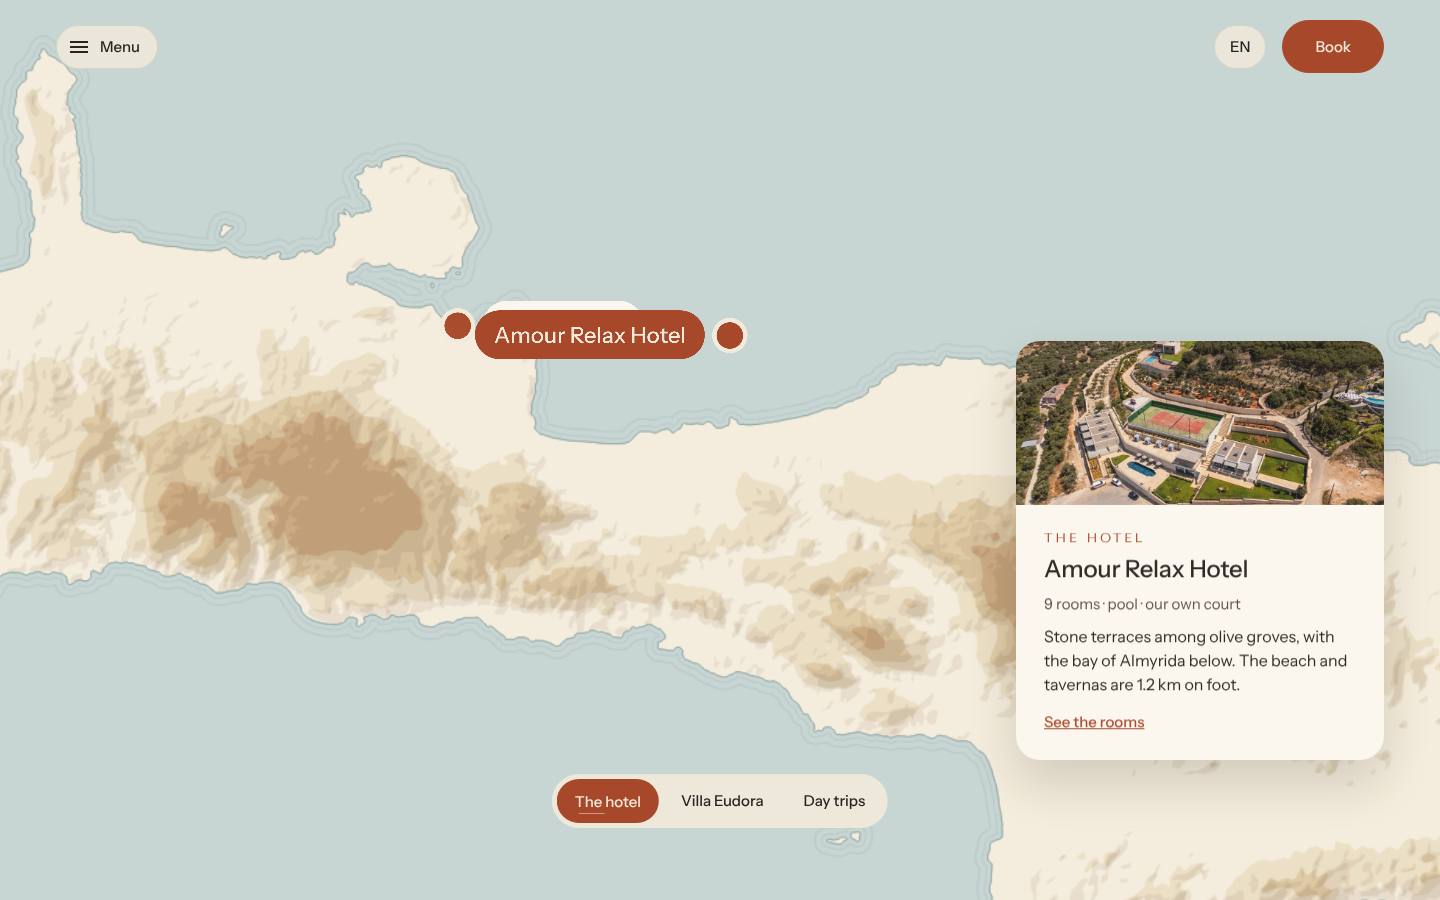 Menu
EN
Book
Amour Relax Hotel
THE HOTEL
Amour Relax Hotel
9 rooms · pool · our own court
Stone terraces among olive groves, with
the bay of Almyrida below. The beach and
tavernas are 1.2 km on foot.
See the rooms
The hotel
Villa Eudora
Day trips